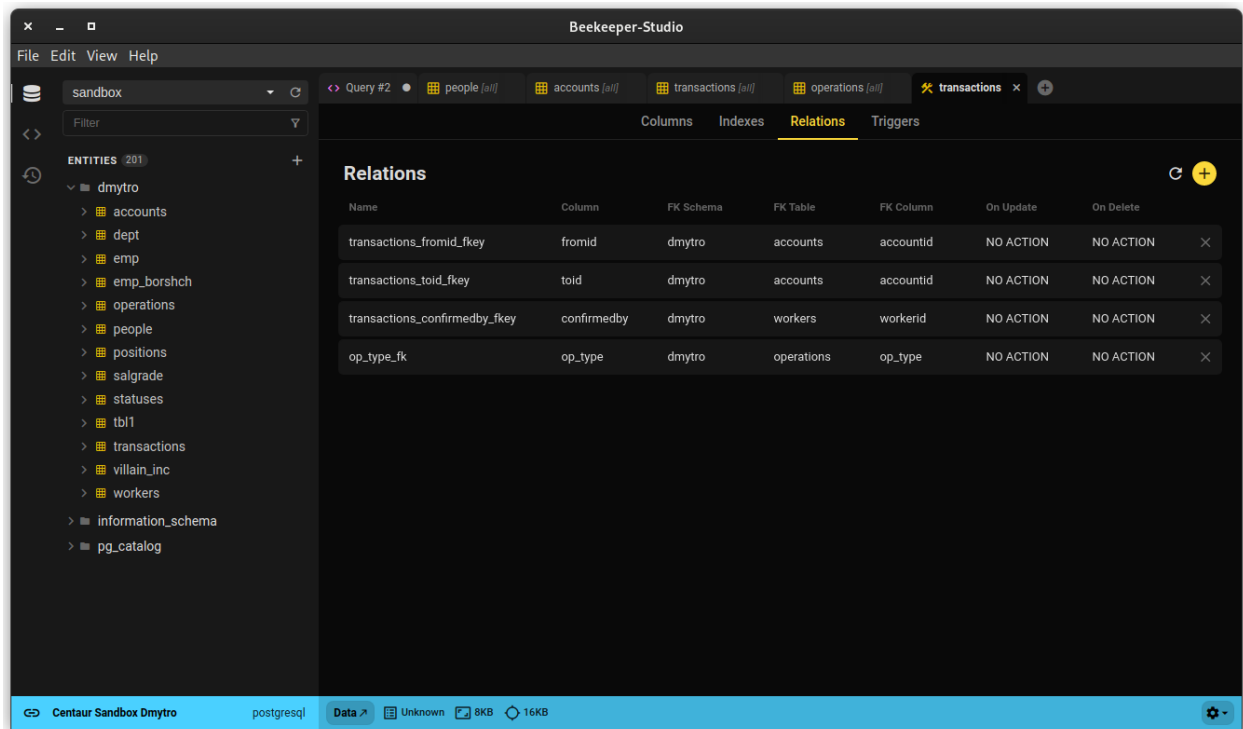 Beekeeper-Studio
File Edit View Help
sandbox
Filter
ENTITIES 201
dmytro
accounts
dept
emp
emp_borshch
operations
people
positions
salgrade
statuses
tbl1
transactions
villain_inc
workers
information_schema
pg_catalog
Query #2 people [all] accounts [all] transactions [all] operations [all] transactions
Columns Indexes Relations Triggers
Relations
Name Column FK Schema FK Table FK Column On Update On Delete
transactions_fromid_fkey fromid dmytro accounts accountid NO ACTION NO ACTION
transactions_toid_fkey toid dmytro accounts accountid NO ACTION NO ACTION
transactions_confirmedby_fkey confirmedby dmytro workers workerid NO ACTION NO ACTION
op_type_fk op_type dmytro operations op_type NO ACTION NO ACTION
Centaur Sandbox Dmytro postgresql Data Unknown 8KB 16KB